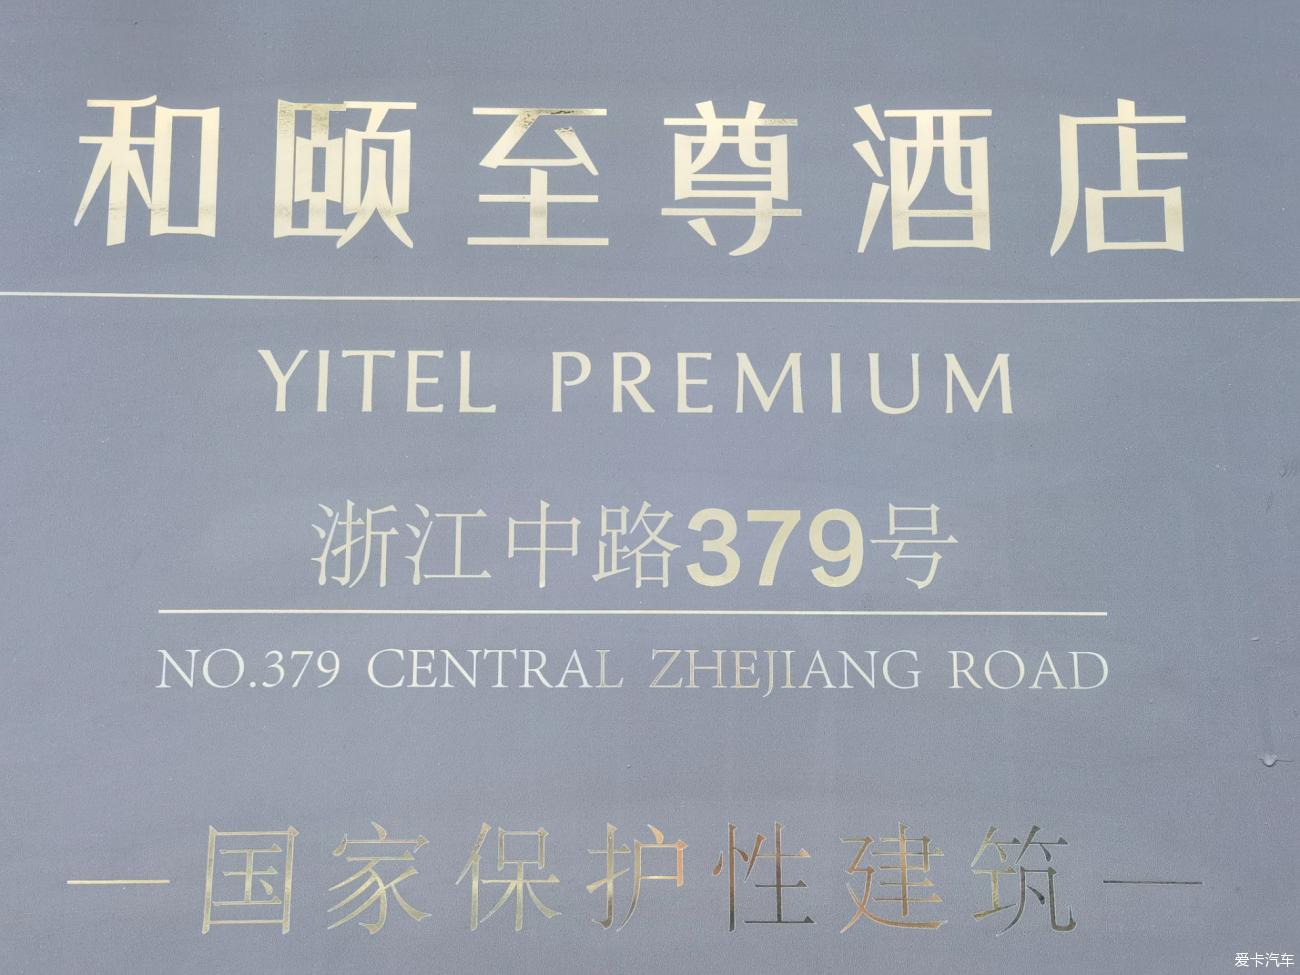 和颐至尊酒店
YITEL PREMIUM
浙江中路379号
NO.379 CENTRAL ZHEJIANG ROAD
—国家保护性建筑—
爱卡汽车